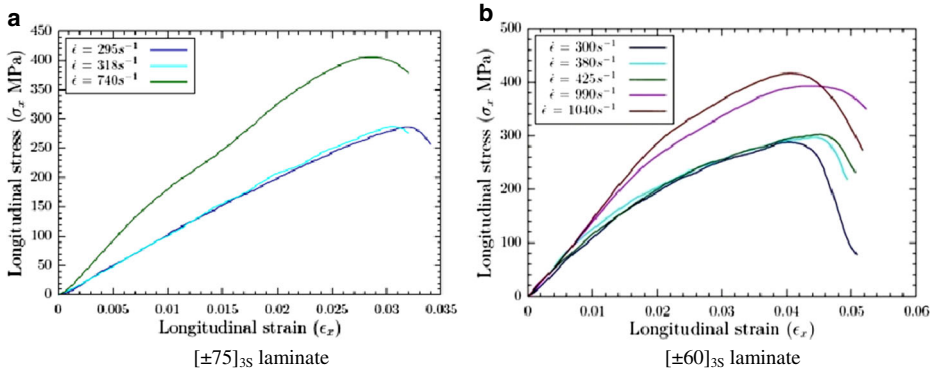 a
450
400
350
300
250
200
150
100
50
0
Longitudinal stress (σₓ MPa)
ε̇ = 295s⁻¹
ε̇ = 318s⁻¹
ε̇ = 740s⁻¹
0 0.005 0.01 0.015 0.02 0.025 0.03 0.035
Longitudinal strain (ϵₓ)
[±75]₃S laminate
b
500
400
300
200
100
0
Longitudinal stress (σₓ MPa)
ε̇ = 300s⁻¹
ε̇ = 380s⁻¹
ε̇ = 425s⁻¹
ε̇ = 990s⁻¹
ε̇ = 1040s⁻¹
0 0.01 0.02 0.03 0.04 0.05 0.06
Longitudinal strain (ϵₓ)
[±60]₃S laminate